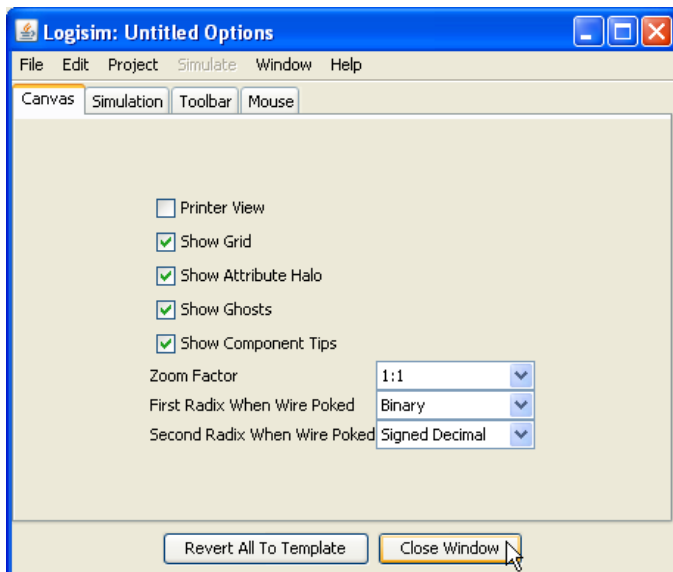 Logisim: Untitled Options
File Edit Project Simulate Window Help
Canvas Simulation Toolbar Mouse
Printer View
Show Grid
Show Attribute Halo
Show Ghosts
Show Component Tips
Zoom Factor 1:1
First Radix When Wire Poked Binary
Second Radix When Wire Poked Signed Decimal
Revert All To Template Close Window